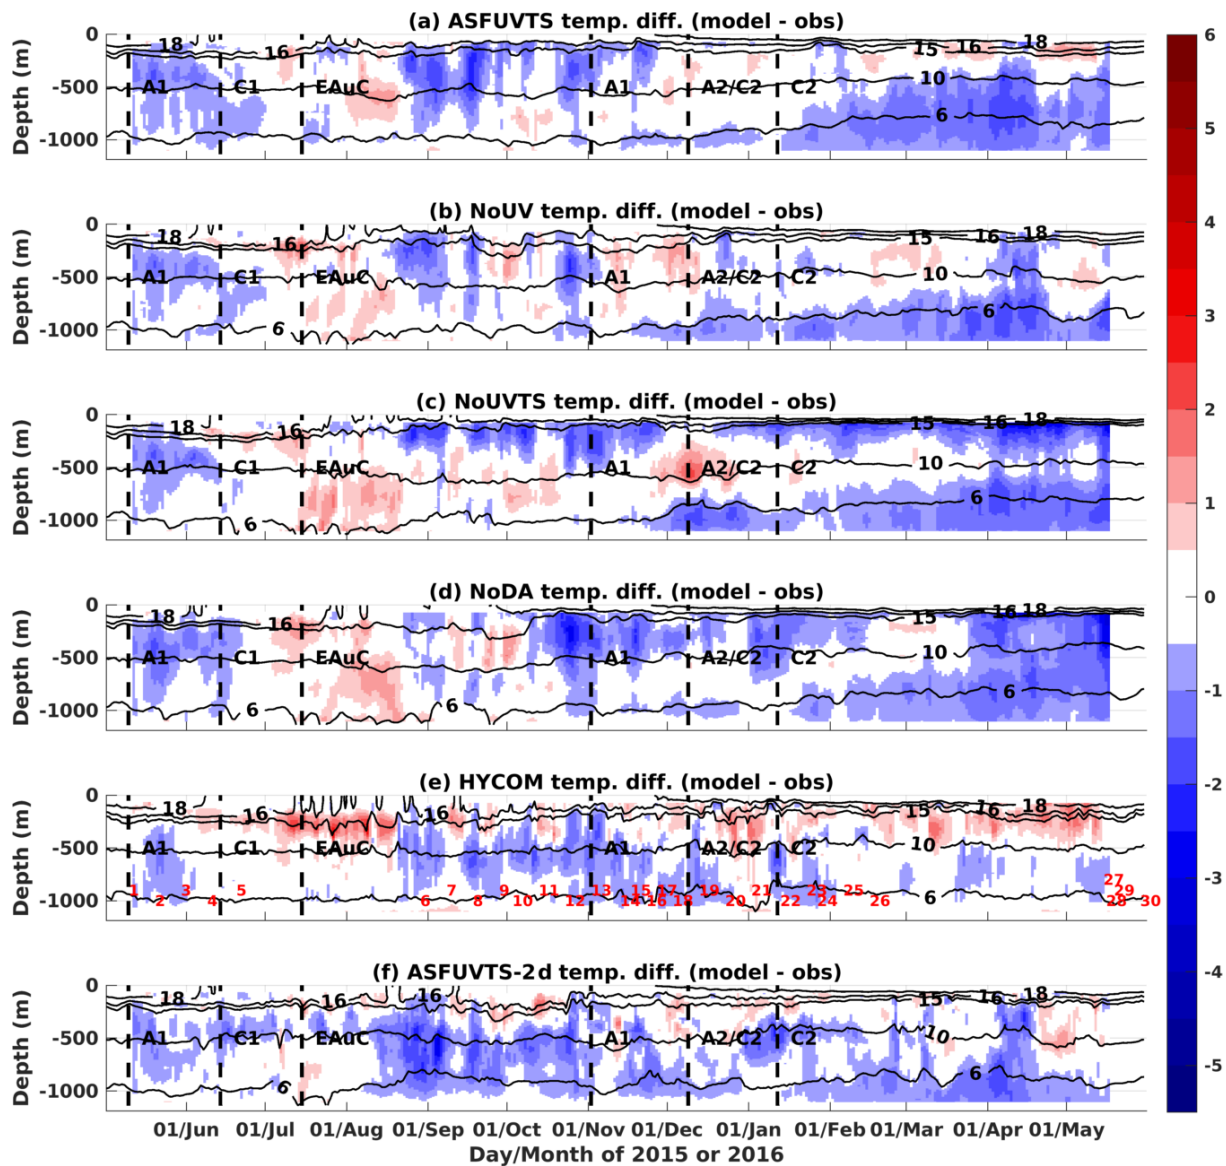 (a) ASFUVTS temp. diff. (model - obs)
Depth (m)
0
-500
-1000
18
16
15
16
18
10
6
A1
C1
EAuC
A1
A2/C2
C2
(b) NoUV temp. diff. (model - obs)
Depth (m)
0
-500
-1000
18
16
15
16
18
10
6
6
A1
C1
EAuC
A1
A2/C2
C2
(c) NoUVTS temp. diff. (model - obs)
Depth (m)
0
-500
-1000
18
16
15
16
18
10
6
6
A1
C1
EAuC
A1
A2/C2
C2
(d) NoDA temp. diff. (model - obs)
Depth (m)
0
-500
-1000
18
16
15
16
18
10
6
6
6
A1
C1
EAuC
A1
A2/C2
C2
(e) HYCOM temp. diff. (model - obs)
Depth (m)
0
-500
-1000
18
16
16
15
16
18
10
6
A1
C1
EAuC
A1
A2/C2
C2
1 2 3 4 5 6 7 8 9 10 11 12 13 14 15 16 17 18 19 20 21 22 23 24 25 26 27 28 29 30
(f) ASFUVTS-2d temp. diff. (model - obs)
Depth (m)
0
-500
-1000
18
16
16
15
16
18
10
6
6
A1
C1
EAuC
A1
A2/C2
C2
01/Jun 01/Jul 01/Aug 01/Sep 01/Oct 01/Nov 01/Dec 01/Jan 01/Feb 01/Mar 01/Apr 01/May
Day/Month of 2015 or 2016
6
5
4
3
2
1
0
-1
-2
-3
-4
-5